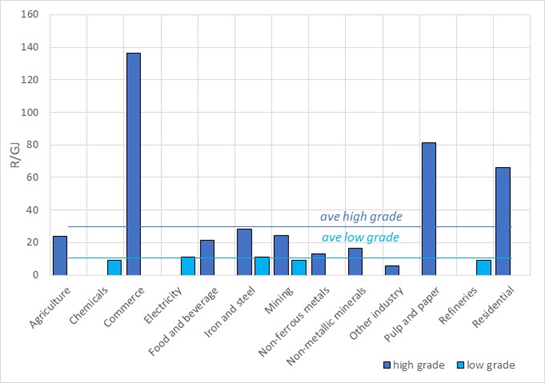 160
140
120
100
80
60
40
20
0
R/GJ
ave high grade
ave low grade
Agriculture
Chemicals
Commerce
Electricity
Food and beverage
Iron and steel
Mining
Non-ferrous metals
Non-metallic minerals
Other industry
Pulp and paper
Refineries
Residential
high grade
low grade